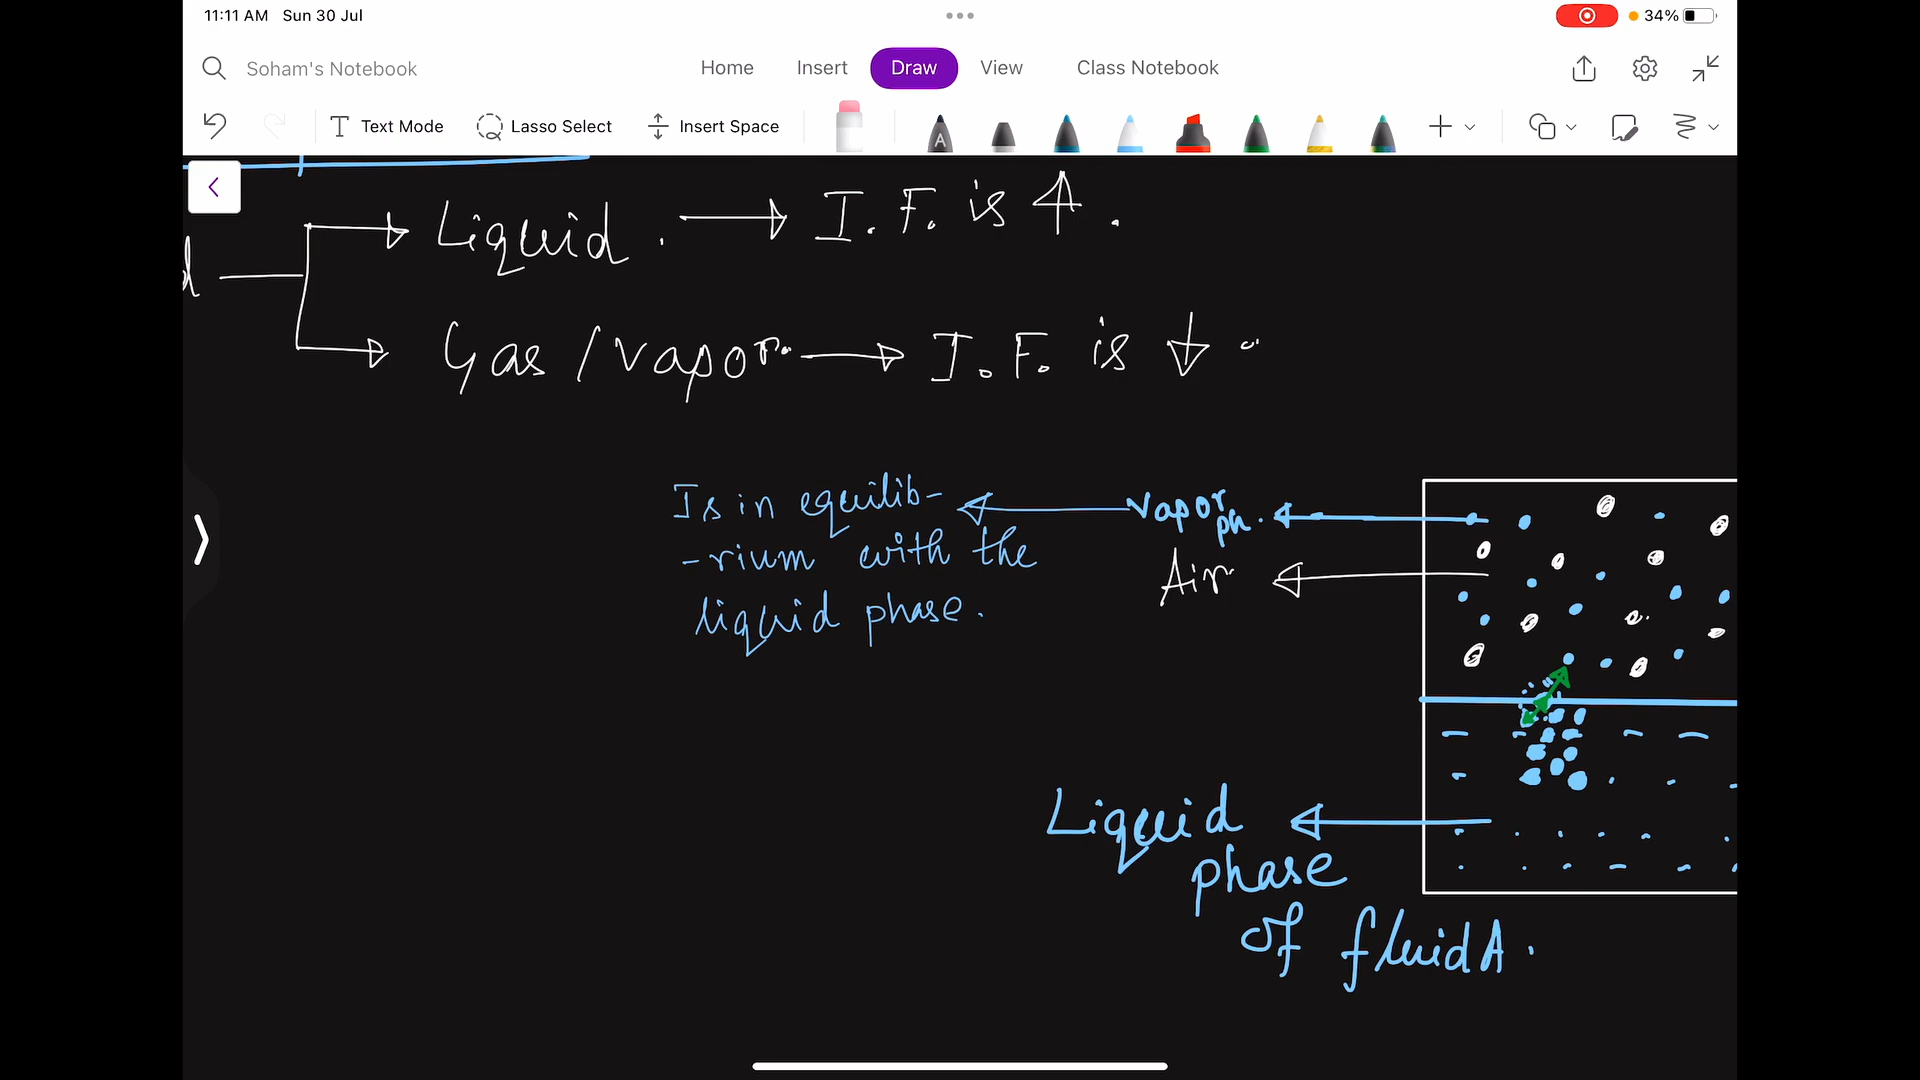 11:11 AM Sun 30 Jul
34%
Soham's Notebook
Home Insert Draw View Class Notebook
Text Mode Lasso Select Insert Space
A
Liquid. → I.F. is ↑.
d
Gas/vapor. → I.F. is ↓.
Is in equilib-
-rium with the
liquid phase.
vapor ph.
Air
Liquid
phase
of fluid A.